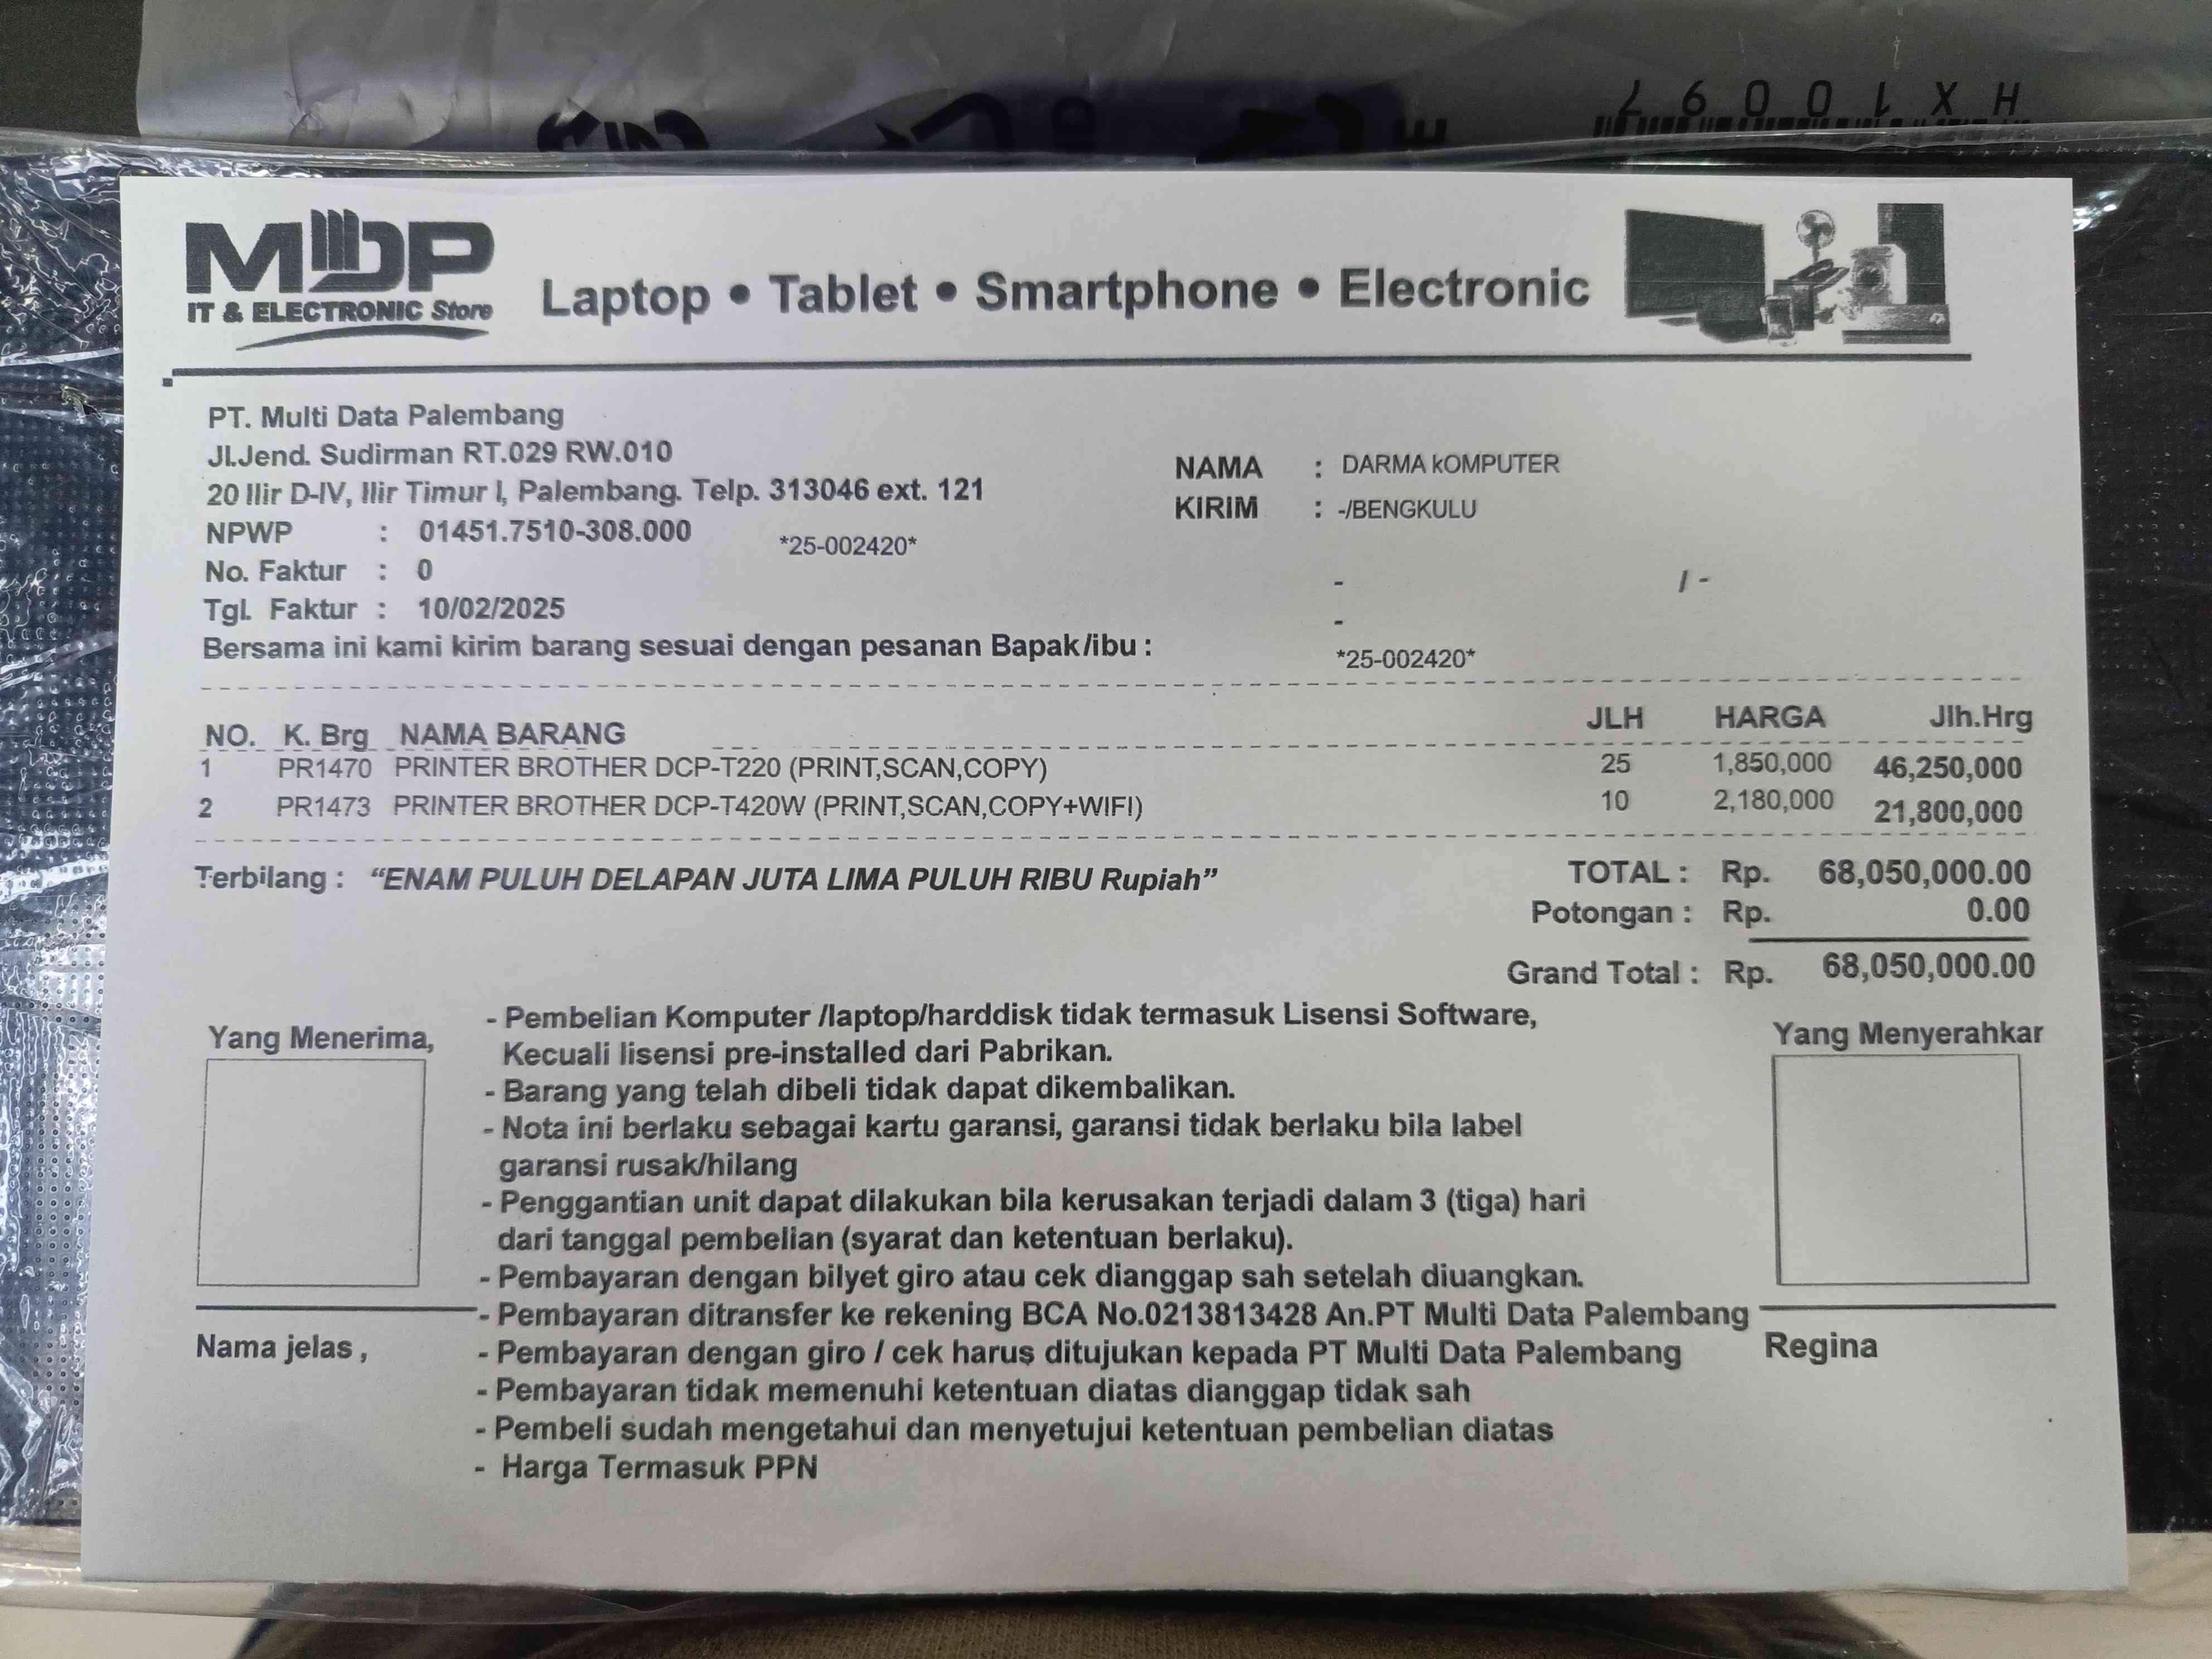 H X 1 0 0 9 7
MDP
IT & ELECTRONIC Store
Laptop • Tablet • Smartphone • Electronic
PT. Multi Data Palembang
Jl.Jend. Sudirman RT.029 RW.010
20 Ilir D-IV, Ilir Timur I, Palembang. Telp. 313046 ext. 121
NPWP : 01451.7510-308.000 *25-002420*
No. Faktur : 0
Tgl. Faktur : 10/02/2025
Bersama ini kami kirim barang sesuai dengan pesanan Bapak/ibu :
NAMA : DARMA kOMPUTER
KIRIM : -/BENGKULU
- / -
-
*25-002420*
NO. K. Brg NAMA BARANG JLH HARGA Jlh.Hrg
1 PR1470 PRINTER BROTHER DCP-T220 (PRINT,SCAN,COPY) 25 1,850,000 46,250,000
2 PR1473 PRINTER BROTHER DCP-T420W (PRINT,SCAN,COPY+WIFI) 10 2,180,000 21,800,000
Terbilang : “ENAM PULUH DELAPAN JUTA LIMA PULUH RIBU Rupiah”
TOTAL : Rp. 68,050,000.00
Potongan : Rp. 0.00
Grand Total : Rp. 68,050,000.00
Yang Menerima,
Nama jelas ,
- Pembelian Komputer /laptop/harddisk tidak termasuk Lisensi Software,
Kecuali lisensi pre-installed dari Pabrikan.
- Barang yang telah dibeli tidak dapat dikembalikan.
- Nota ini berlaku sebagai kartu garansi, garansi tidak berlaku bila label
garansi rusak/hilang
- Penggantian unit dapat dilakukan bila kerusakan terjadi dalam 3 (tiga) hari
dari tanggal pembelian (syarat dan ketentuan berlaku).
- Pembayaran dengan bilyet giro atau cek dianggap sah setelah diuangkan.
- Pembayaran ditransfer ke rekening BCA No.0213813428 An.PT Multi Data Palembang
- Pembayaran dengan giro / cek harus ditujukan kepada PT Multi Data Palembang
- Pembayaran tidak memenuhi ketentuan diatas dianggap tidak sah
- Pembeli sudah mengetahui dan menyetujui ketentuan pembelian diatas
- Harga Termasuk PPN
Yang Menyerahkar
Regina